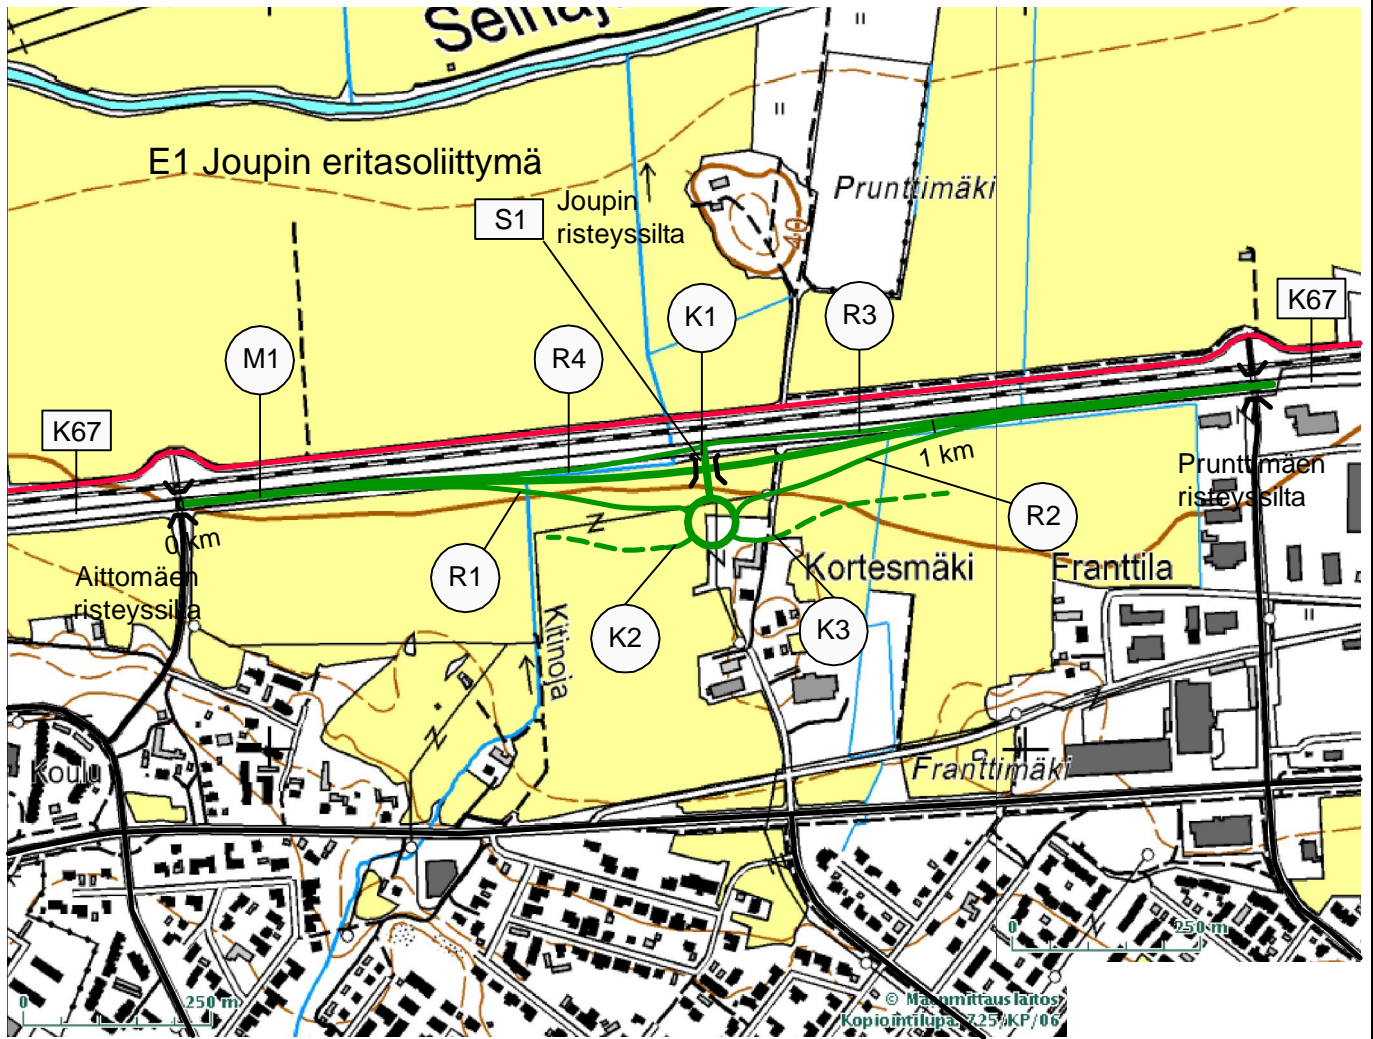 E1 Joupin eritasoliittymä
S1
Joupin
risteyssilta
Prunttimäki
40
K1
R3
K67
M1
R4
K67
1 km
Prunttimäen
risteyssilta
0 km
R2
Aittomäen
risteyssilta
R1
K2
K3
Kortesmäki
Franttila
Kitinoja
Koulu
Franttimäki
0 250 m
0 250 m
© Maanmittauslaitos
Kopiointilupa 725/KP/06